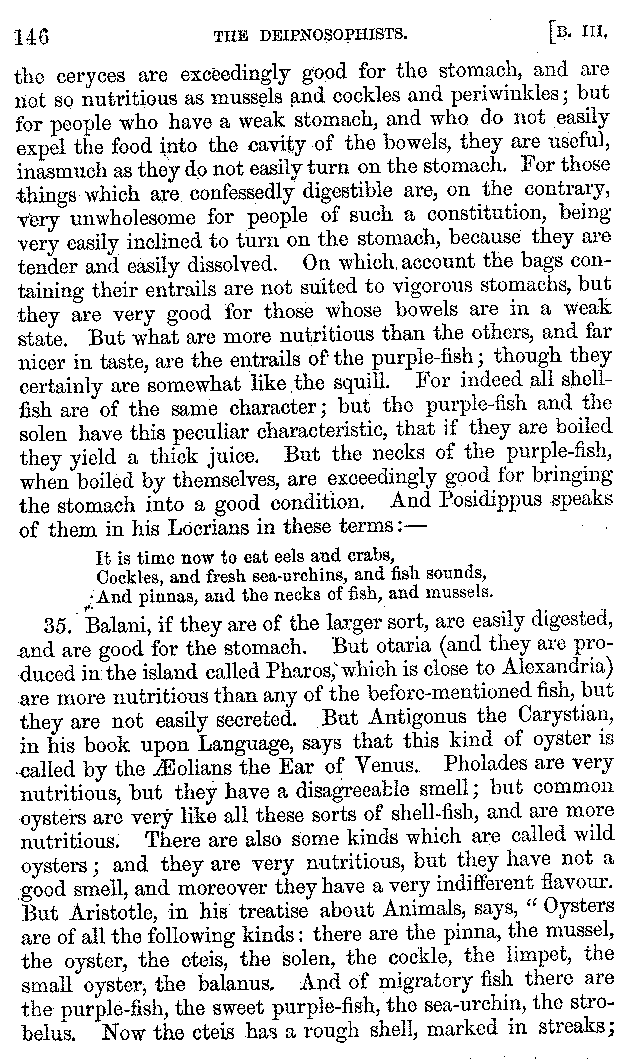 146 THE DEIPNOSOPHISTS. [B. III.
the ceryces are exceedingly good for the stomach, and are
not so nutritious as mussels and cockles and periwinkles; but
for people who have a weak stomach, and who do not easily
expel the food into the cavity of the bowels, they are useful,
inasmuch as they do not easily turn on the stomach. For those
things which are confessedly digestible are, on the contrary,
very unwholesome for people of such a constitution, being
very easily inclined to turn on the stomach, because they are
tender and easily dissolved. On which account the bags con-
taining their entrails are not suited to vigorous stomachs, but
they are very good for those whose bowels are in a weak
state. But what are more nutritious than the others, and far
nicer in taste, are the entrails of the purple-fish; though they
certainly are somewhat like the squill. For indeed all shell-
fish are of the same character; but the purple-fish and the
solen have this peculiar characteristic, that if they are boiled
they yield a thick juice. But the necks of the purple-fish,
when boiled by themselves, are exceedingly good for bringing
the stomach into a good condition. And Posidippus speaks
of them in his Locrians in these terms:—
It is time now to eat eels and crabs,
Cockles, and fresh sea-urchins, and fish sounds,
And pinnas, and the necks of fish, and mussels.
35. Balani, if they are of the larger sort, are easily digested,
and are good for the stomach. But otaria (and they are pro-
duced in the island called Pharos, which is close to Alexandria)
are more nutritious than any of the before-mentioned fish, but
they are not easily secreted. But Antigonus the Carystian,
in his book upon Language, says that this kind of oyster is
called by the Æolians the Ear of Venus. Pholades are very
nutritious, but they have a disagreeable smell; but common
oysters are very like all these sorts of shell-fish, and are more
nutritious. There are also some kinds which are called wild
oysters; and they are very nutritious, but they have not a
good smell, and moreover they have a very indifferent flavour.
But Aristotle, in his treatise about Animals, says, "Oysters
are of all the following kinds: there are the pinna, the mussel,
the oyster, the cteis, the solen, the cockle, the limpet, the
small oyster, the balanus. And of migratory fish there are
the purple-fish, the sweet purple-fish, the sea-urchin, the stro-
belus. Now the cteis has a rough shell, marked in streaks;